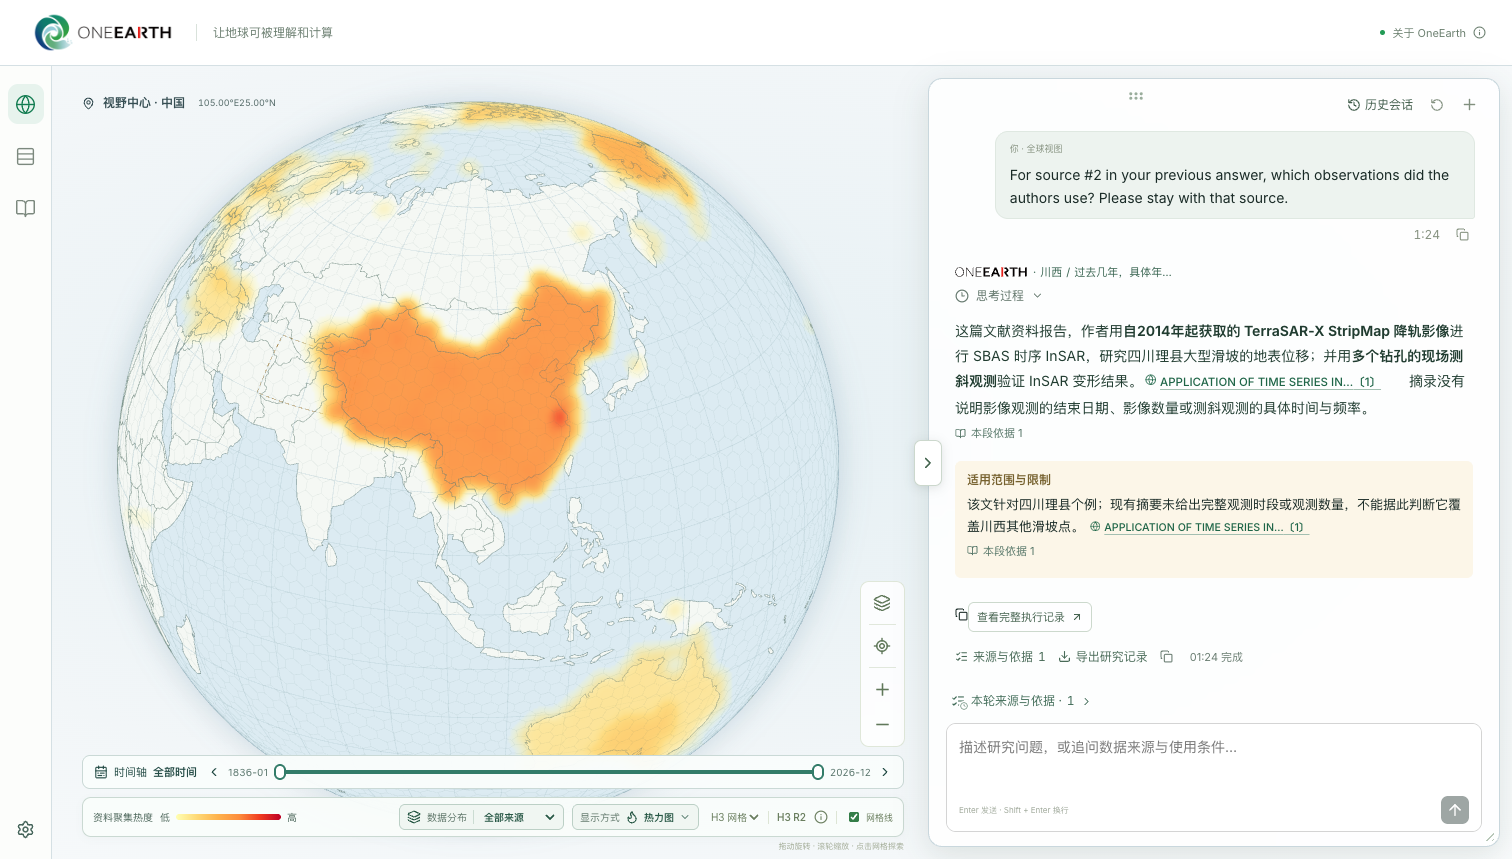 ONEEARTH
让地球可被理解和计算
关于 OneEarth
视野中心 · 中国 105.00°E25.00°N
历史会话
你 · 全球视图
For source #2 in your previous answer, which observations did the
authors use? Please stay with that source.
1:24
ONEEARTH · 川西 / 过去几年，具体年...
思考过程
这篇文献资料报告，作者用自2014年起获取的 TerraSAR-X StripMap 降轨影像进
行 SBAS 时序 InSAR，研究四川理县大型滑坡的地表位移；并用多个钻孔的现场测
斜观测验证 InSAR 变形结果。 APPLICATION OF TIME SERIES IN... (1) 摘录没有
说明影像观测的结束日期、影像数量或测斜观测的具体时间与频率。
本段依据 1
适用范围与限制
该文针对四川理县个例；现有摘要未给出完整观测时段或观测数量，不能据此判断它覆
盖川西其他滑坡点。 APPLICATION OF TIME SERIES IN... (1)
本段依据 1
查看完整执行记录
来源与依据 1 导出研究记录 01:24 完成
本轮来源与依据 · 1
描述研究问题，或追问数据来源与使用条件...
Enter 发送 · Shift + Enter 换行
时间轴 全部时间 1836-01 2026-12
资料聚集热度 低 高 数据分布 全部来源 显示方式 热力图 H3 网格 H3 R2 网格线
拖动旋转 · 滚轮缩放 · 点击网格探索